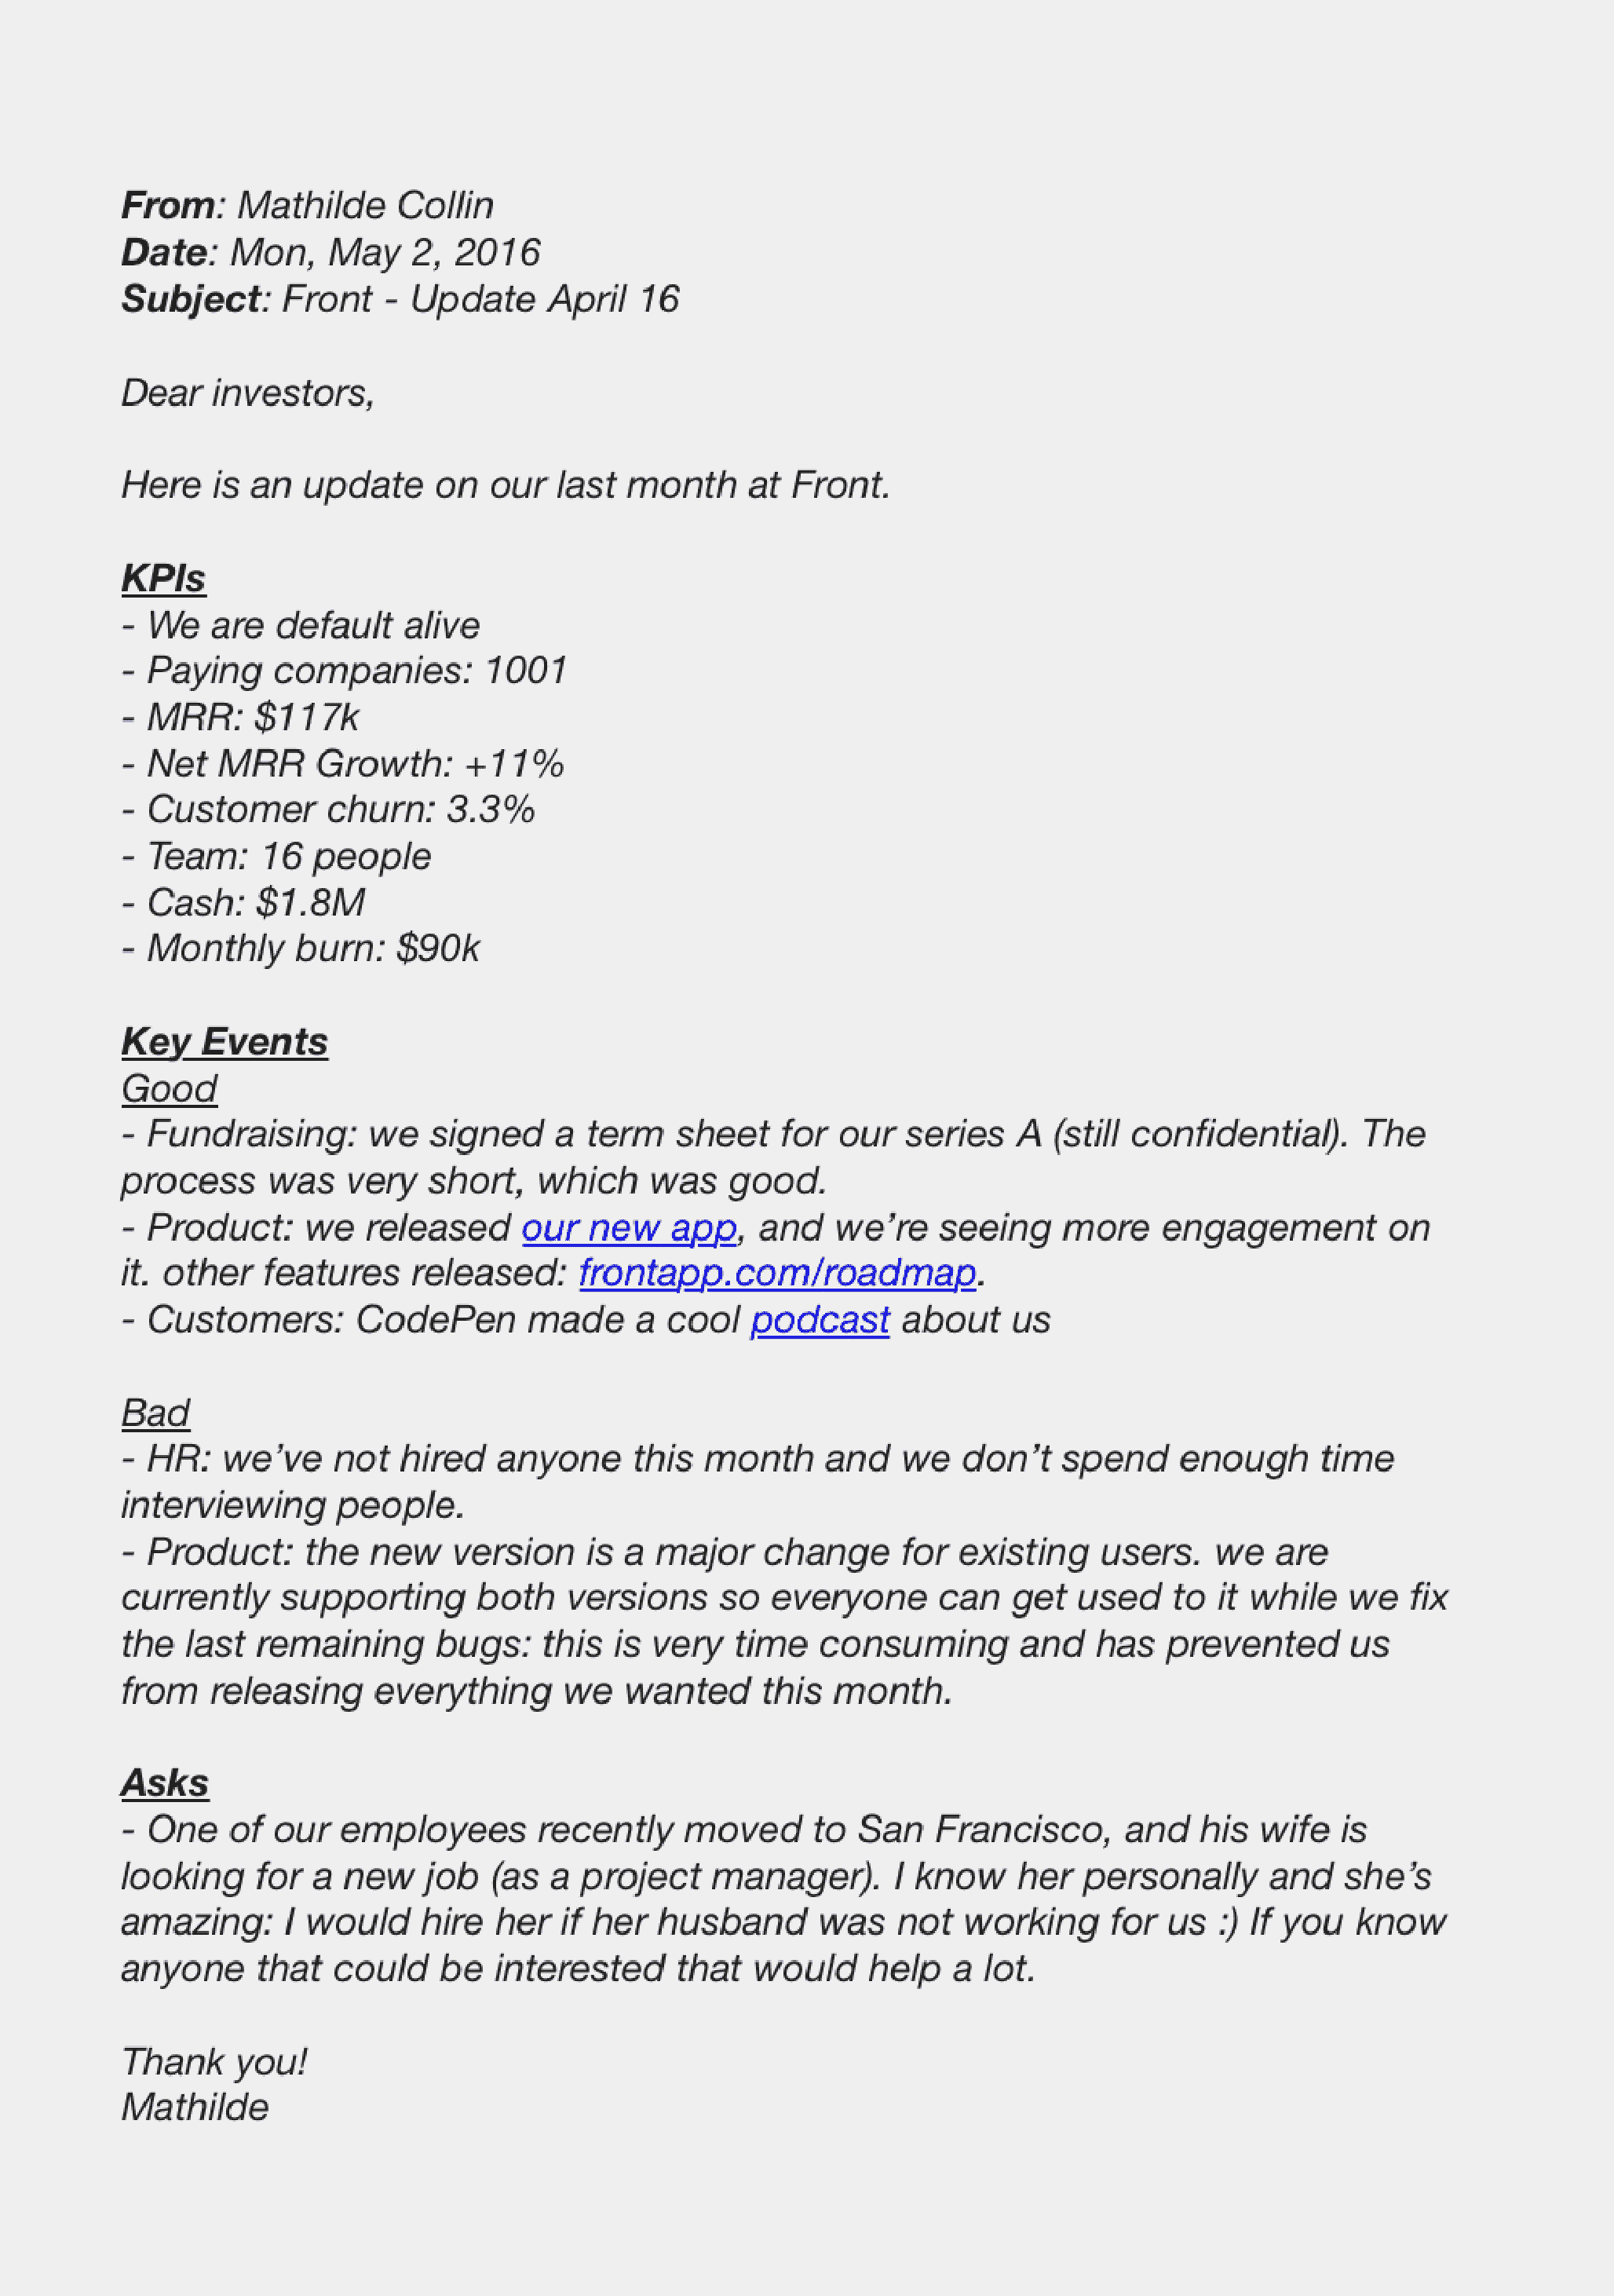 From: Mathilde Collin
Date: Mon, May 2, 2016
Subject: Front - Update April 16
Dear investors,
Here is an update on our last month at Front.
KPIs
- We are default alive
- Paying companies: 1001
- MRR: $117k
- Net MRR Growth: +11%
- Customer churn: 3.3%
- Team: 16 people
- Cash: $1.8M
- Monthly burn: $90k
Key Events
Good
- Fundraising: we signed a term sheet for our series A (still confidential). The
process was very short, which was good.
- Product: we released our new app, and we’re seeing more engagement on
it. other features released: frontapp.com/roadmap.
- Customers: CodePen made a cool podcast about us
Bad
- HR: we’ve not hired anyone this month and we don’t spend enough time
interviewing people.
- Product: the new version is a major change for existing users. we are
currently supporting both versions so everyone can get used to it while we fix
the last remaining bugs: this is very time consuming and has prevented us
from releasing everything we wanted this month.
Asks
- One of our employees recently moved to San Francisco, and his wife is
looking for a new job (as a project manager). I know her personally and she’s
amazing: I would hire her if her husband was not working for us :) If you know
anyone that could be interested that would help a lot.
Thank you!
Mathilde